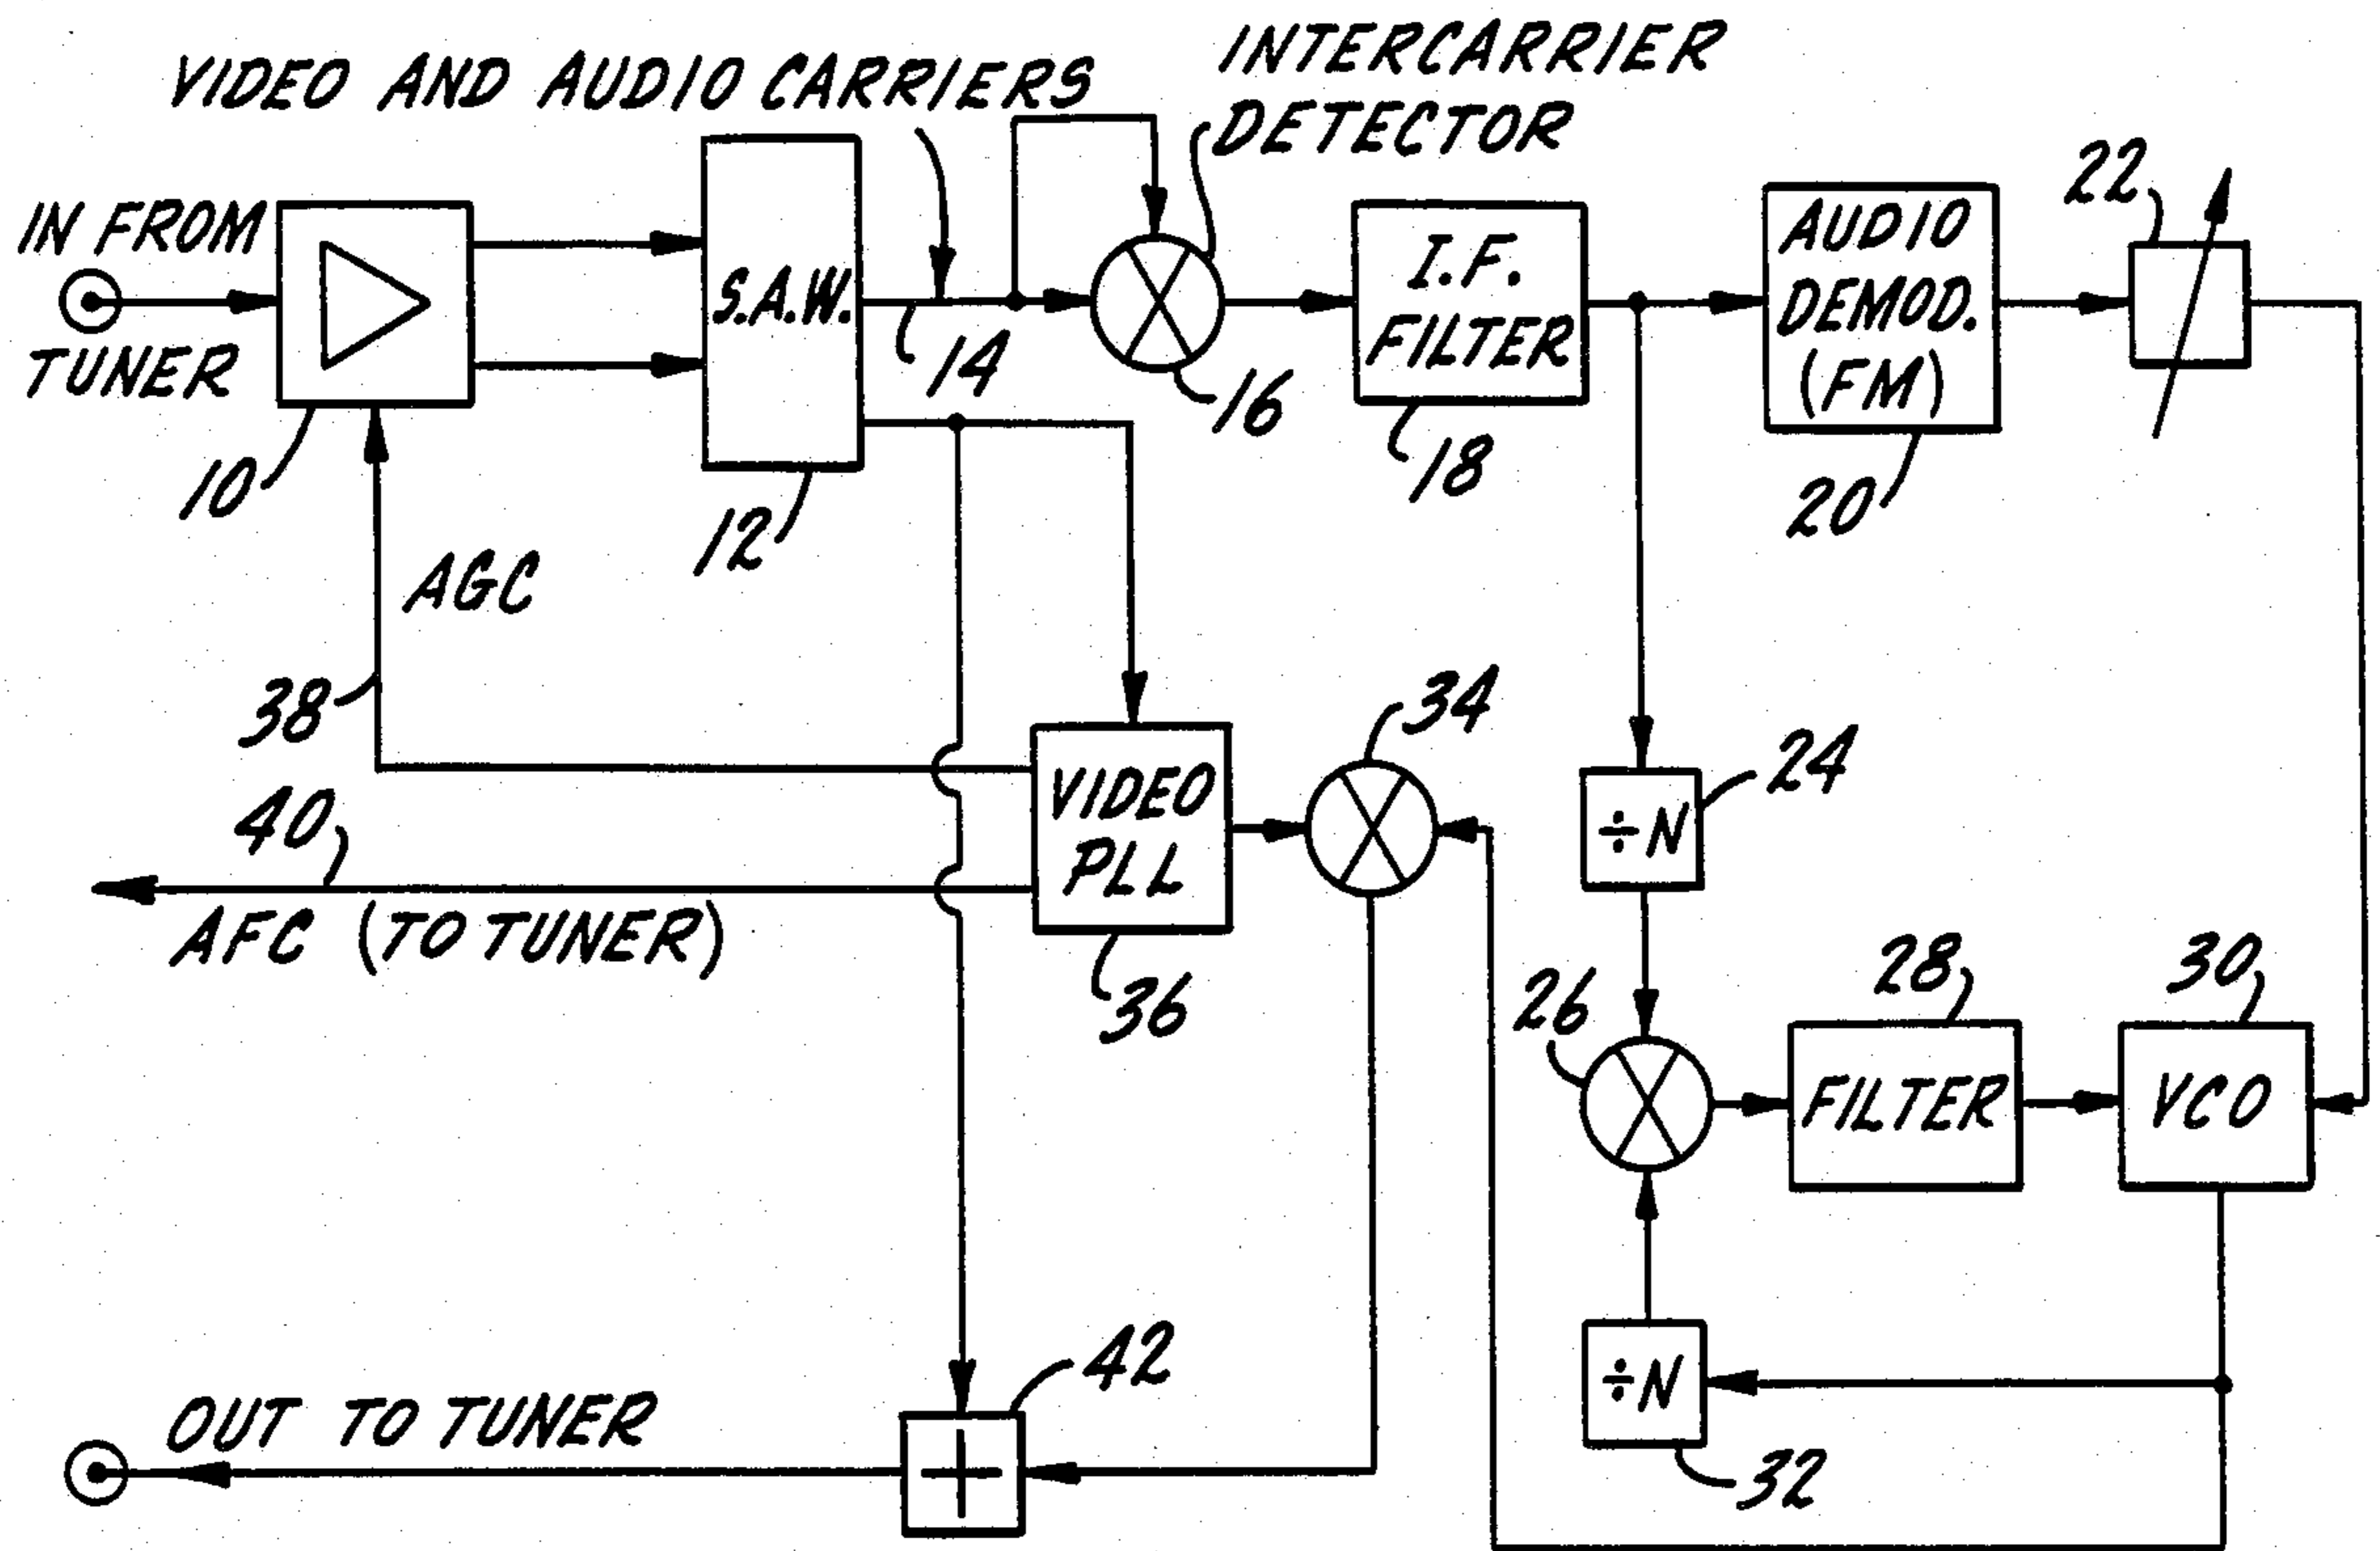 VIDEO AND AUDIO CARRIERS
INTERCARRIER
DETECTOR
IN FROM
TUNER
S.A.W.
14
16
I.F.
FILTER
18
AUDIO
DEMOD.
(FM)
20
22
10
12
AGC
38
34
VIDEO
PLL
36
÷N
24
40
AFC (TO TUNER)
26
28
FILTER
30
VCO
42
÷N
32
OUT TO TUNER